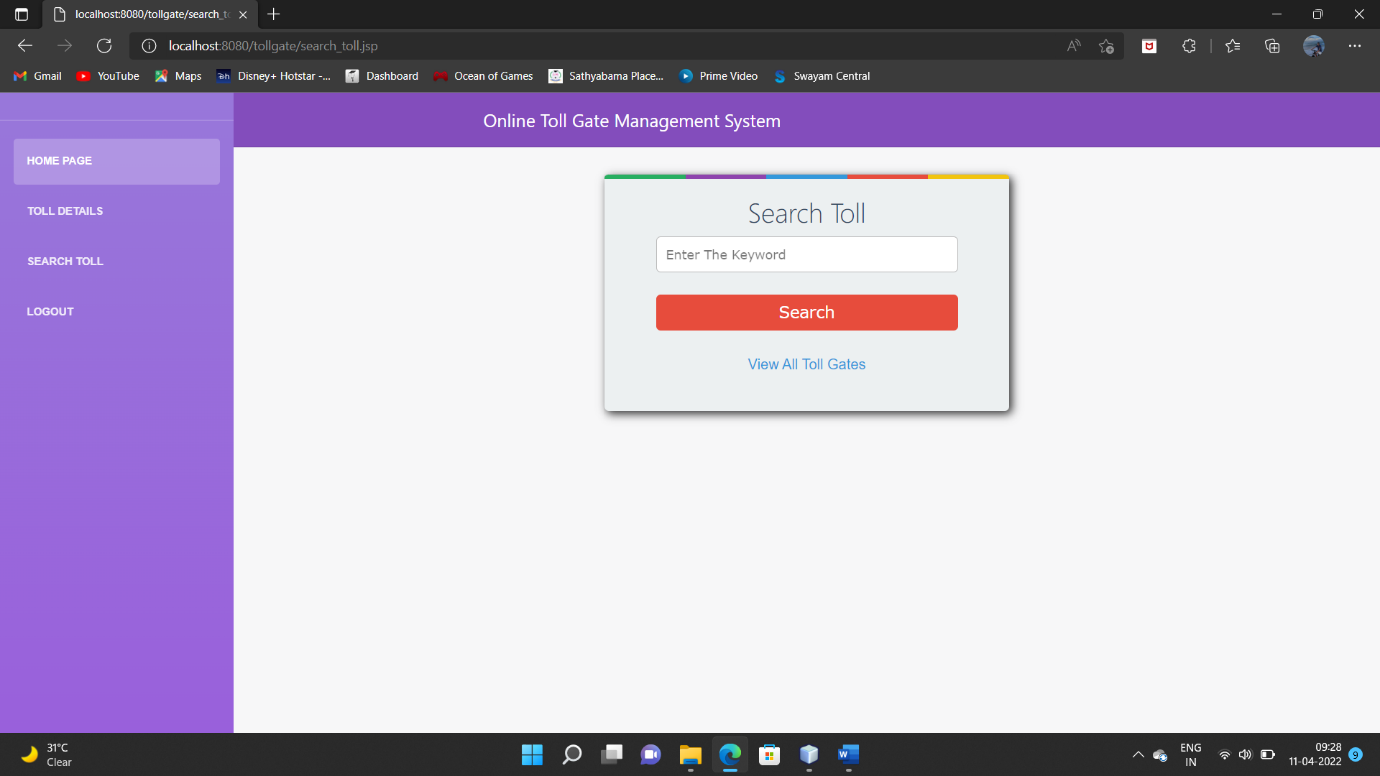 localhost:8080/tollgate/search_to
localhost:8080/tollgate/search_toll.jsp
Gmail YouTube Maps Disney+ Hotstar -... Dashboard Ocean of Games Sathyabama Place... Prime Video Swayam Central
Online Toll Gate Management System
HOME PAGE
TOLL DETAILS
SEARCH TOLL
LOGOUT
Search Toll
Enter The Keyword
Search
View All Toll Gates
31°C
Clear
ENG
IN
09:28
11-04-2022
9